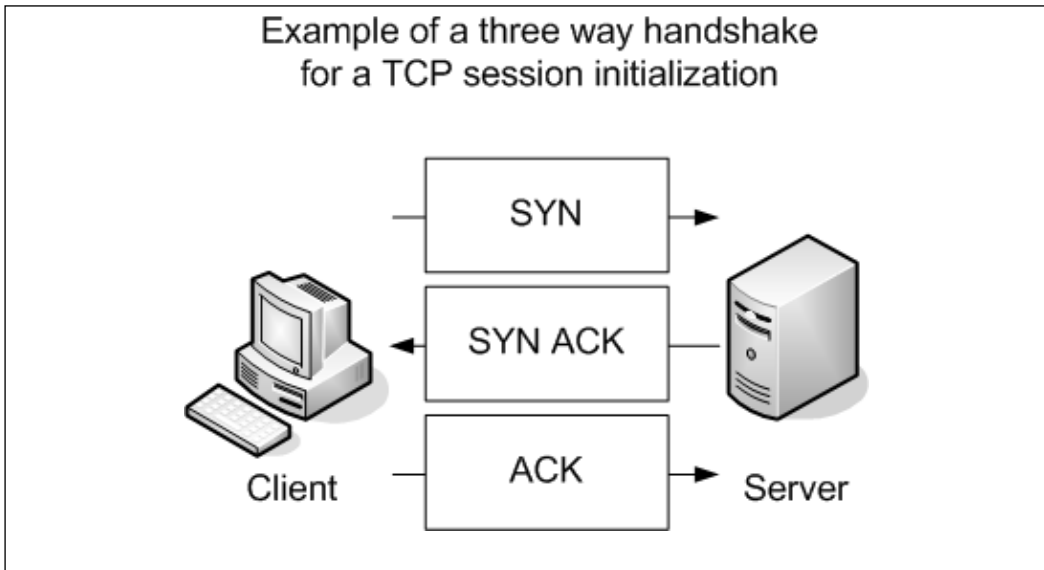 Example of a three way handshake
for a TCP session initialization
SYN
SYN ACK
ACK
Client
Server